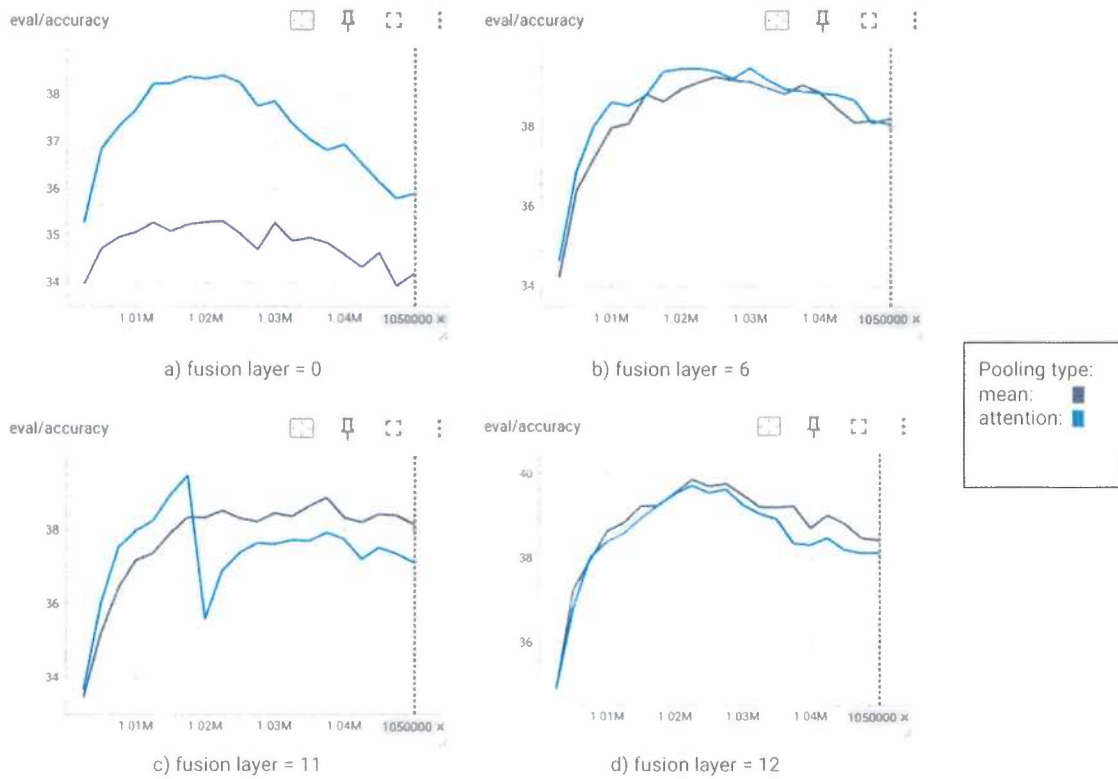 eval/accuracy
38
37
36
35
34
1.01M 1.02M 1.03M 1.04M 1050000 ×
a) fusion layer = 0
eval/accuracy
38
36
34
1.01M 1.02M 1.03M 1.04M 1050000 ×
b) fusion layer = 6
Pooling type:
mean:
attention:
eval/accuracy
38
36
34
1.01M 1.02M 1.03M 1.04M 1050000 ×
c) fusion layer = 11
eval/accuracy
40
38
36
1.01M 1.02M 1.03M 1.04M 1050000 ×
d) fusion layer = 12